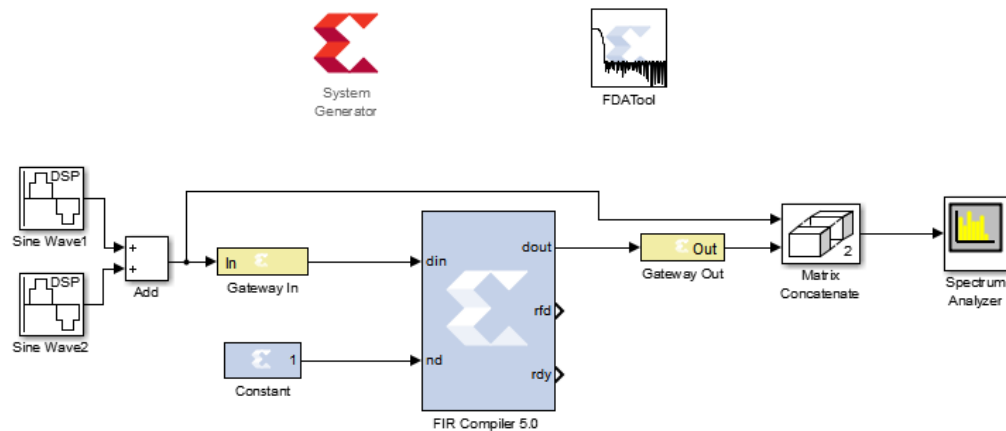 System
Generator
FDATool
DSP
Sine Wave1
DSP
Sine Wave2
+
+
Add
In
Gateway In
1
Constant
din
nd
dout
rfd
rdy
FIR Compiler 5.0
Out
Gateway Out
2
Matrix
Concatenate
Spectrum
Analyzer